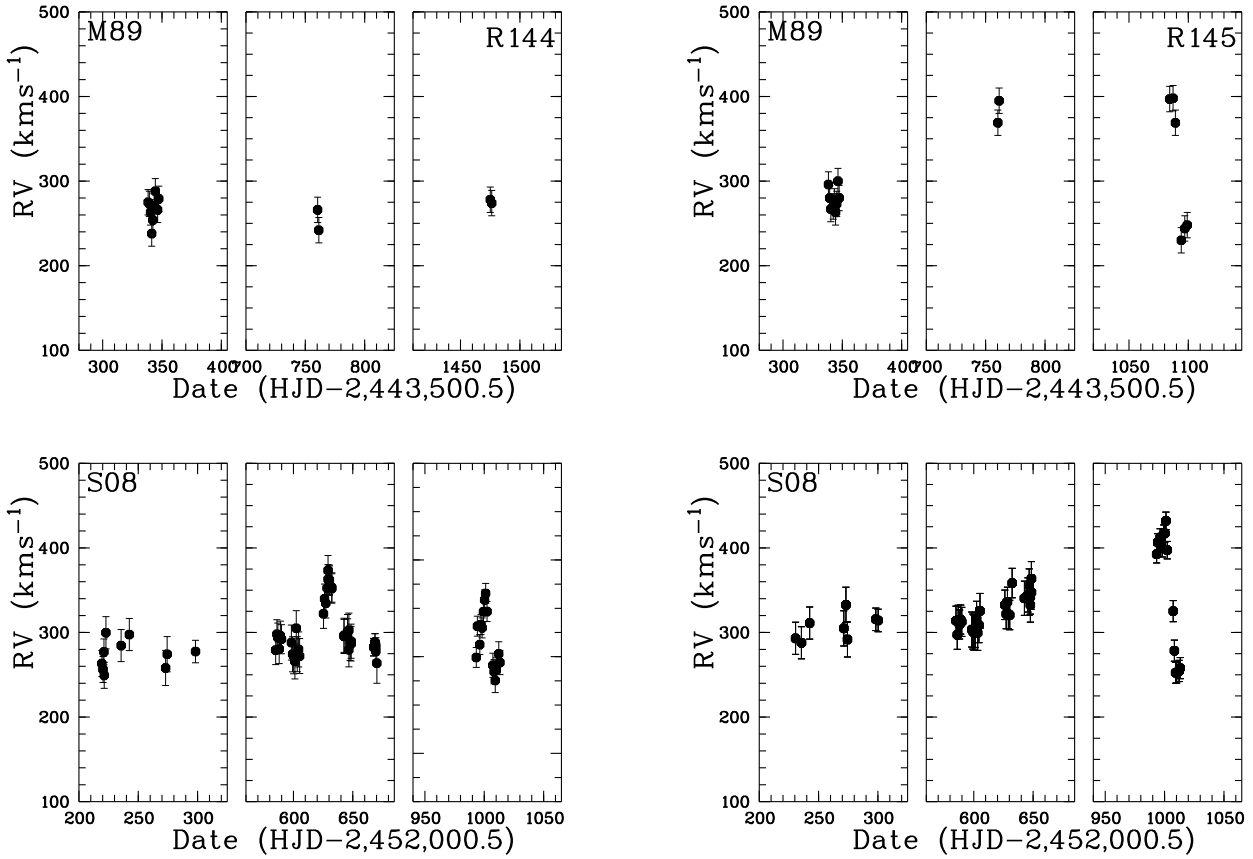 500 M89 R144
400
300
200
100
RV (kms−1)
300 350 400 700 750 800 1450 1500
Date (HJD−2,443,500.5)
500 M89 R145
400
300
200
100
RV (kms−1)
300 350 400 700 750 800 1050 1100
Date (HJD−2,443,500.5)
500 S08
400
300
200
100
RV (kms−1)
200 250 300 600 650 950 1000 1050
Date (HJD−2,452,000.5)
500 S08
400
300
200
100
RV (kms−1)
200 250 300 600 650 950 1000 1050
Date (HJD−2,452,000.5)